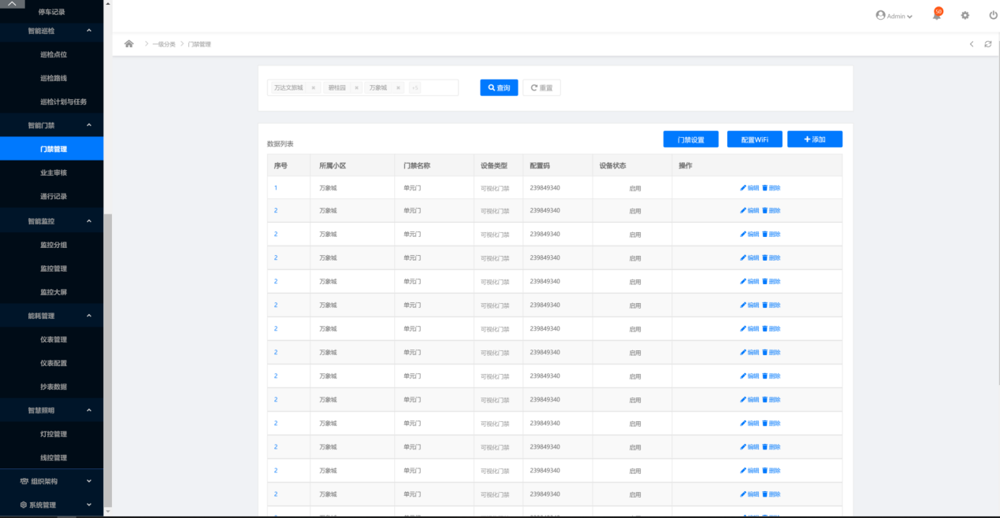 停车记录
智能巡检
巡检点位
巡检路线
巡检计划与任务
智能门禁
门禁管理
业主审核
通行记录
智能监控
监控分组
监控管理
监控大屏
能耗管理
仪表管理
仪表配置
抄表数据
智慧照明
灯控管理
线控管理
组织架构
系统管理
Admin
50
一级分类 门禁管理
万达文旅城 × 碧桂园 × 万象城 ×
查询 重置
数据列表
门禁设置 配置WiFi 添加
序号 所属小区 门禁名称 设备类型 配置码 设备状态 操作
1 万象城 单元门 可视化门禁 239849340 启用 编辑 删除
2 万象城 单元门 可视化门禁 239849340 启用 编辑 删除
2 万象城 单元门 可视化门禁 239849340 启用 编辑 删除
2 万象城 单元门 可视化门禁 239849340 启用 编辑 删除
2 万象城 单元门 可视化门禁 239849340 启用 编辑 删除
2 万象城 单元门 可视化门禁 239849340 启用 编辑 删除
2 万象城 单元门 可视化门禁 239849340 启用 编辑 删除
2 万象城 单元门 可视化门禁 239849340 启用 编辑 删除
2 万象城 单元门 可视化门禁 239849340 启用 编辑 删除
2 万象城 单元门 可视化门禁 239849340 启用 编辑 删除
2 万象城 单元门 可视化门禁 239849340 启用 编辑 删除
2 万象城 单元门 可视化门禁 239849340 启用 编辑 删除
2 万象城 单元门 可视化门禁 239849340 启用 编辑 删除
2 万象城 单元门 可视化门禁 239849340 启用 编辑 删除